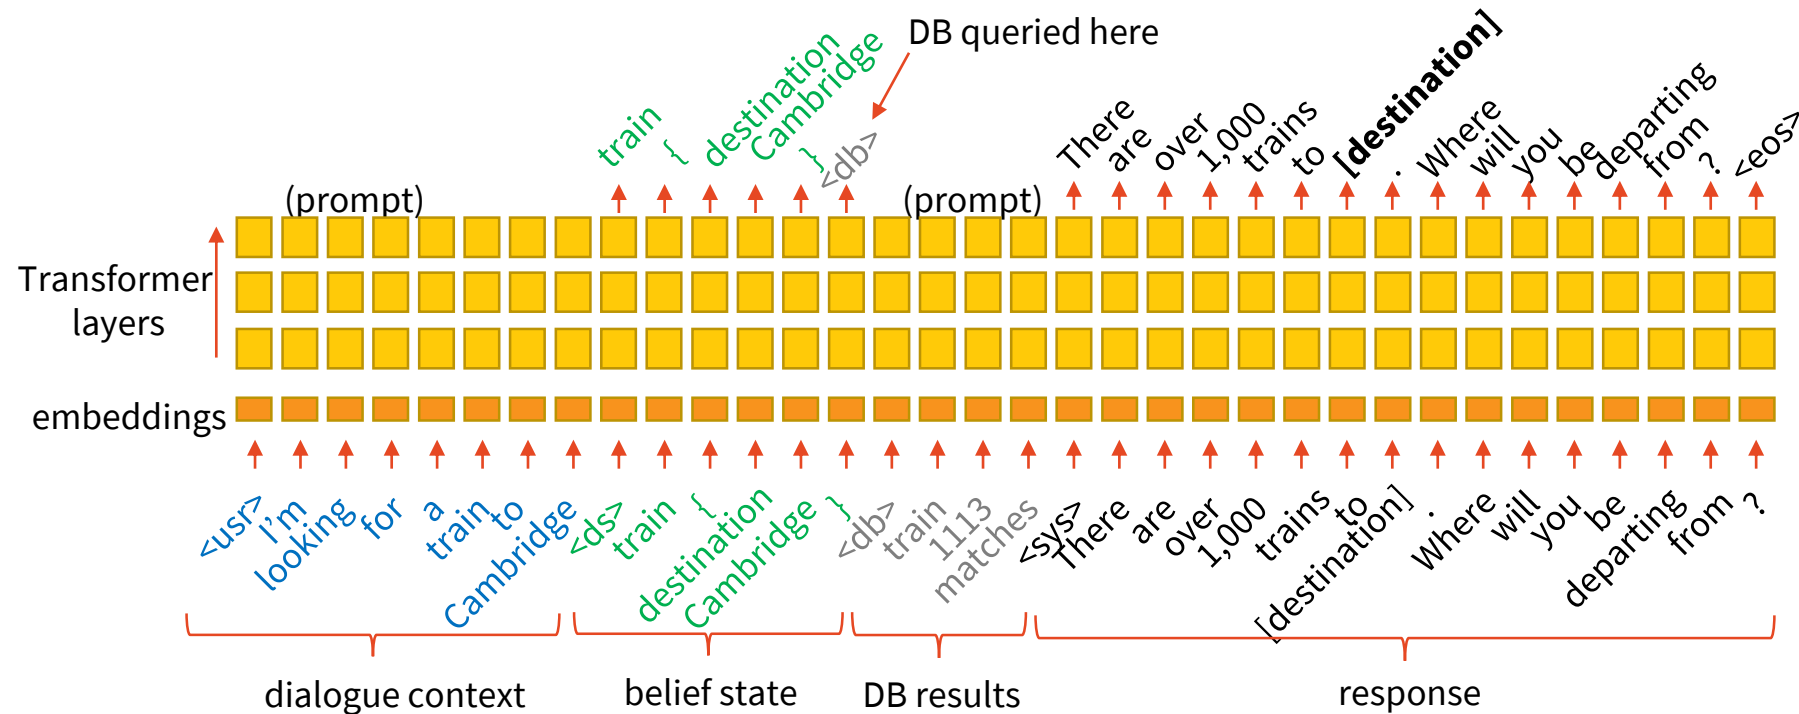 DB queried here
train { destination Cambridge } <db>
There are over 1,000 trains to [destination] . Where will you be departing from ? <eos>
(prompt)
(prompt)
Transformer
layers
embeddings
<usr> I'm looking for a train to Cambridge <ds> train { destination Cambridge } <db> train 1113 matches <sys> There are over 1,000 trains to [destination] . Where will you be departing from ?
dialogue context
belief state
DB results
response